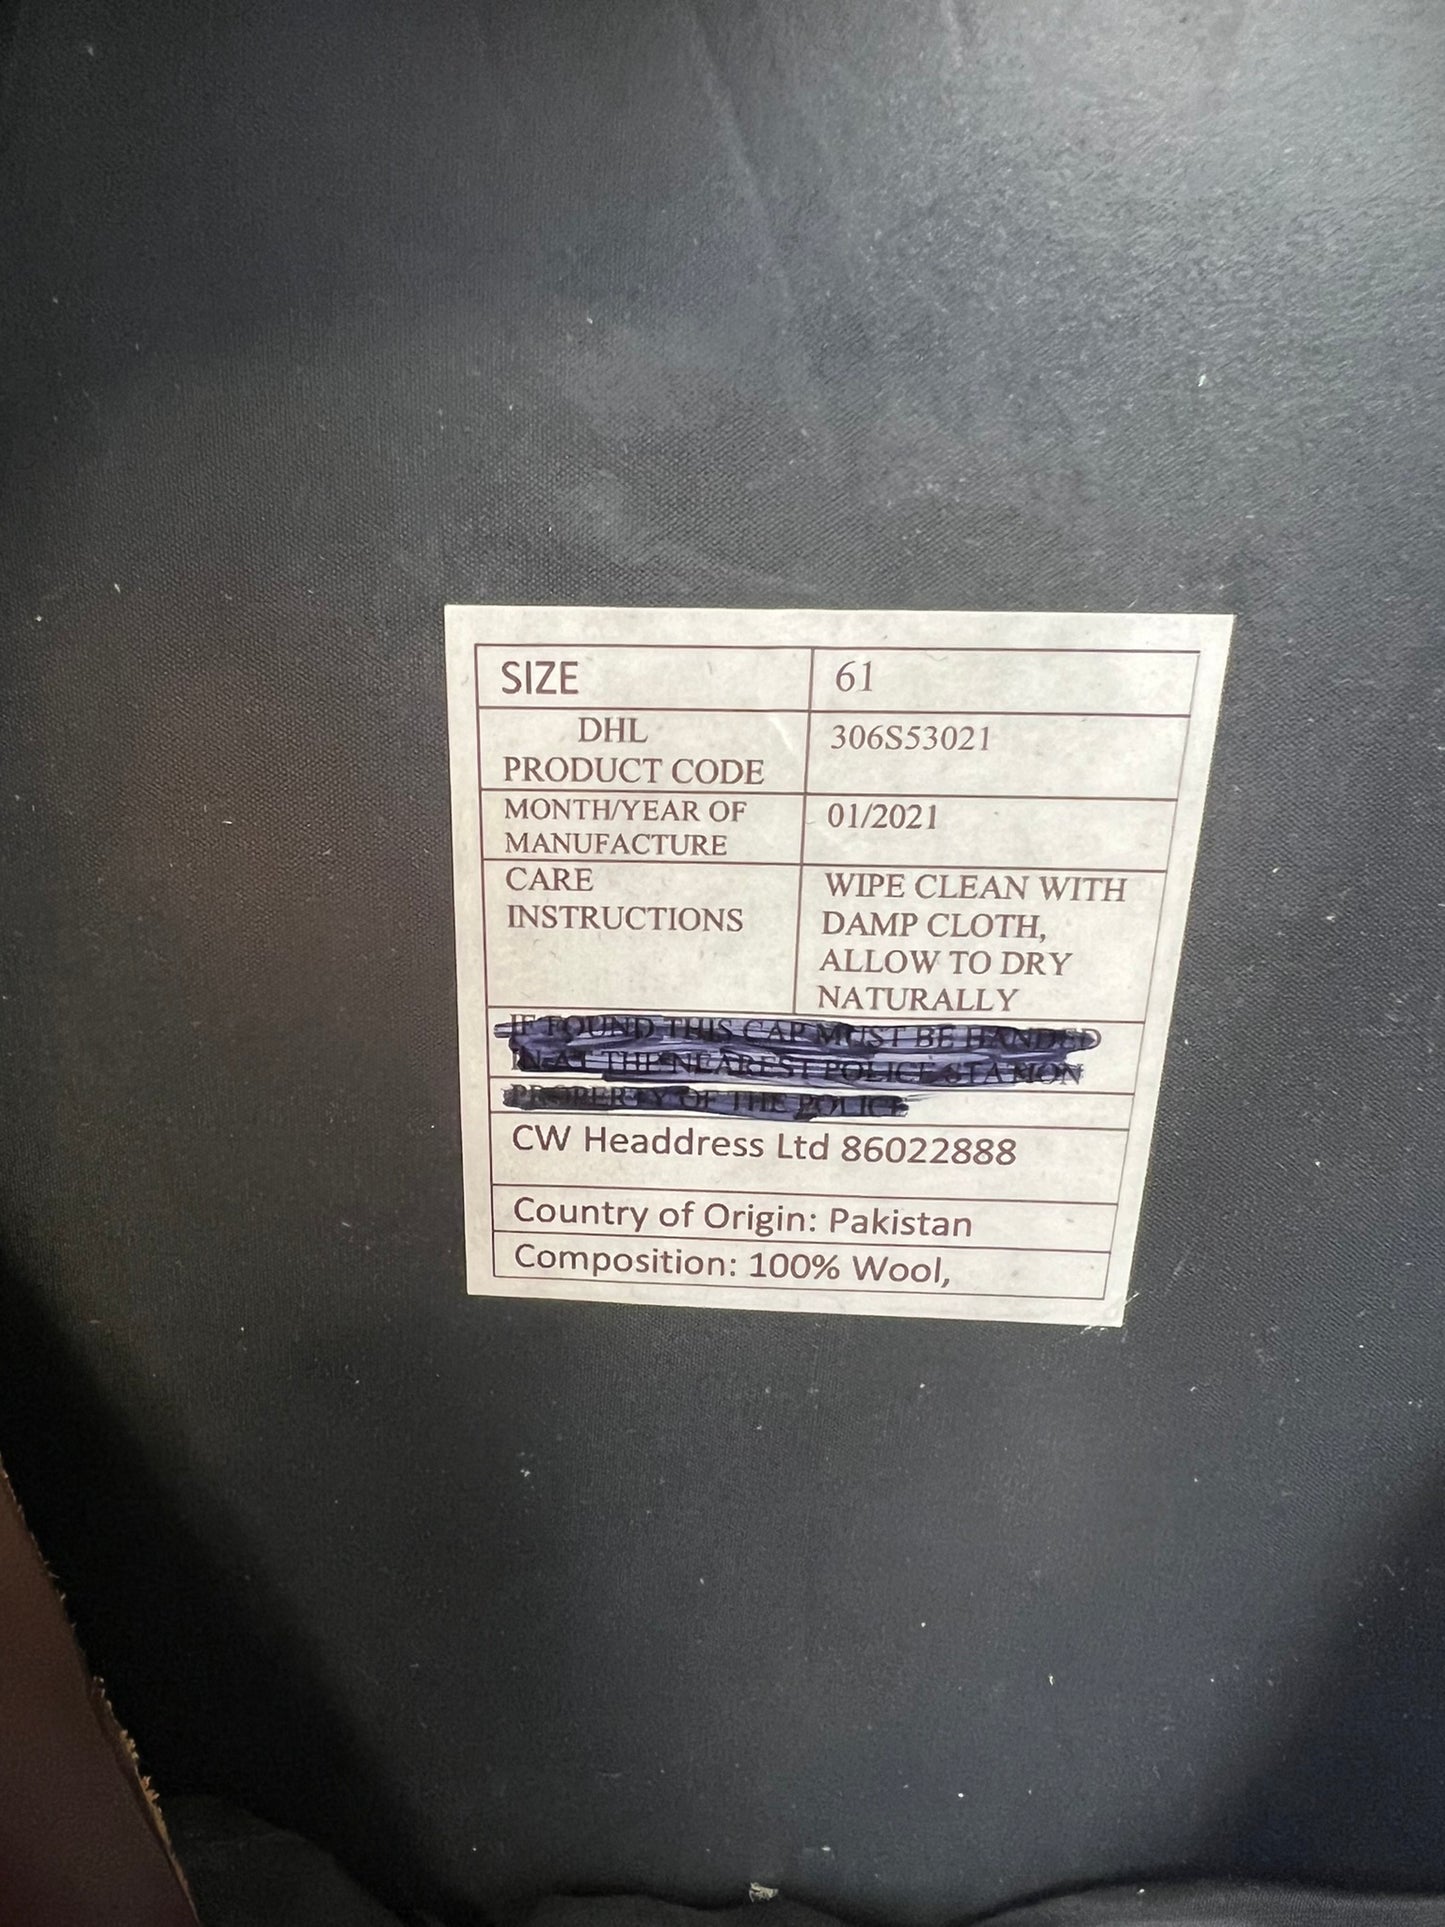 SIZE 61
DHL
PRODUCT CODE 306S53021
MONTH/YEAR OF
MANUFACTURE 01/2021
CARE
INSTRUCTIONS
WIPE CLEAN WITH
DAMP CLOTH,
ALLOW TO DRY
NATURALLY
IF FOUND THIS CAP MUST BE HANDED
IN AT THE NEAREST POLICE STATION
PROPERTY OF THE POLICE
CW Headdress Ltd 86022888
Country of Origin: Pakistan
Composition: 100% Wool,